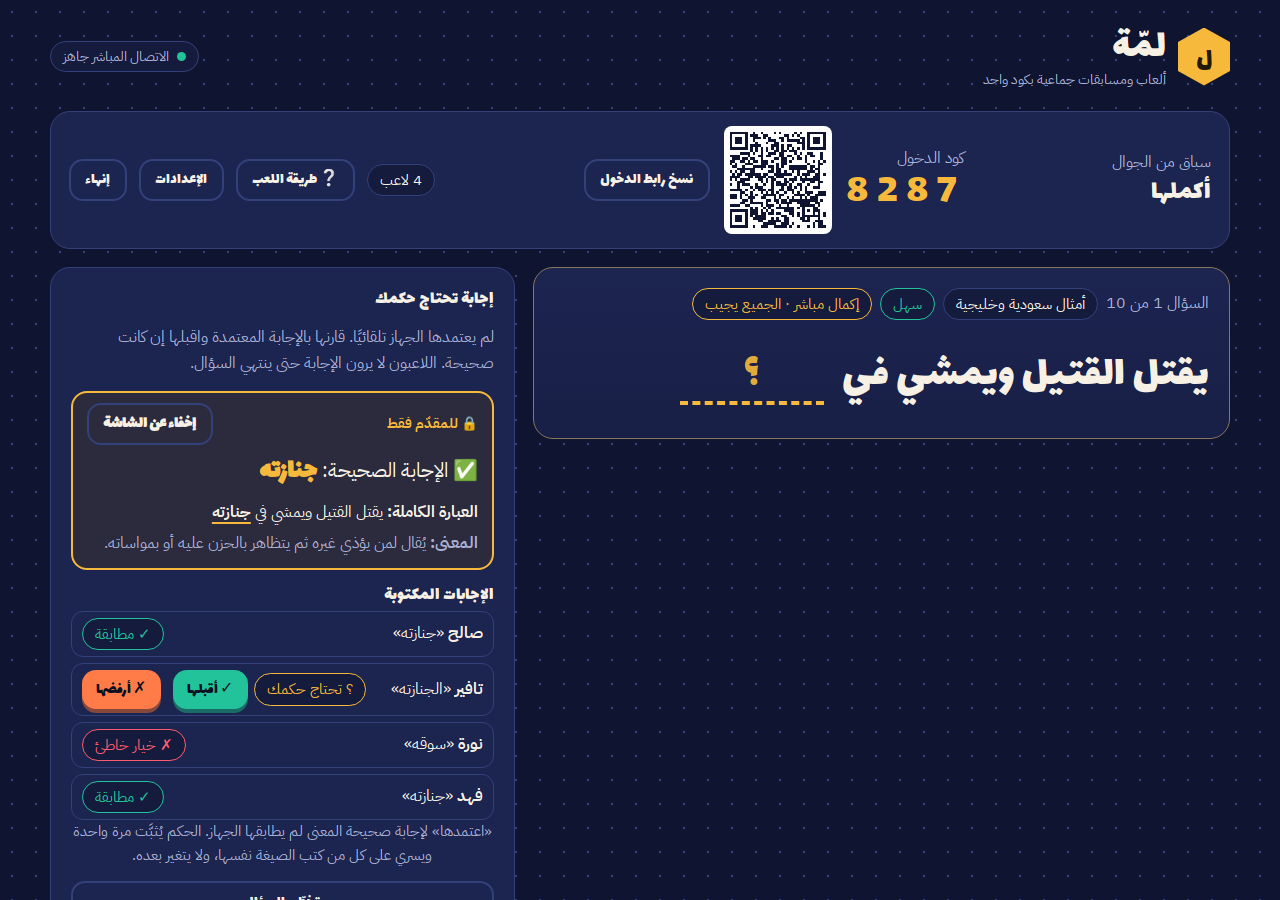 ل
لمّة
ألعاب ومسابقات جماعية بكود واحد
الاتصال المباشر جاهز
سباق من الجوال
أكملها
كود الدخول
8287
نسخ رابط الدخول
4 لاعب
❔ طريقة اللعب
الإعدادات
إنهاء
السؤال 1 من 10
أمثال سعودية وخليجية
سهل
إكمال مباشر · الجميع يجيب
يقتل القتيل ويمشي في ؟
إجابة تحتاج حكمك
لم يعتمدها الجهاز تلقائيًا. قارنها بالإجابة المعتمدة واقبلها إن كانت
صحيحة. اللاعبون لا يرون الإجابة حتى ينتهي السؤال.
🔒 للمقدّم فقط
إخفاء عن الشاشة
✅ الإجابة الصحيحة: جنازته
العبارة الكاملة: يقتل القتيل ويمشي في جنازته
المعنى: يُقال لمن يؤذي غيره ثم يتظاهر بالحزن عليه أو بمواساته.
الإجابات المكتوبة
صالح «جنازته»
✓ مطابقة
تافير «الجنازته»
؟ تحتاج حكمك
✓ أقبلها
✗ أرفضها
نورة «سوقه»
✗ خيار خاطئ
فهد «جنازته»
✓ مطابقة
«اعتمدها» لإجابة صحيحة المعنى لم يطابقها الجهاز. الحكم يُثبَّت مرة واحدة
ويسري على كل من كتب الصيغة نفسها، ولا يتغير بعده.